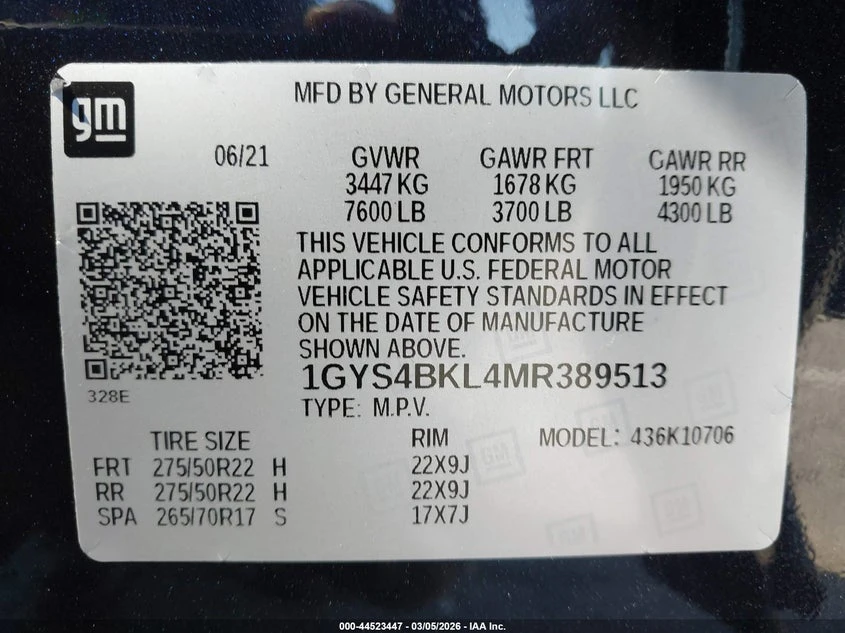 gm
MFD BY GENERAL MOTORS LLC
06/21 GVWR GAWR FRT GAWR RR
3447 KG 1678 KG 1950 KG
7600 LB 3700 LB 4300 LB
THIS VEHICLE CONFORMS TO ALL
APPLICABLE U.S. FEDERAL MOTOR
VEHICLE SAFETY STANDARDS IN EFFECT
ON THE DATE OF MANUFACTURE
SHOWN ABOVE.
1GYS4BKL4MR389513
328E
TYPE: M.P.V.
TIRE SIZE RIM MODEL: 436K10706
FRT 275/50R22 H 22X9J
RR 275/50R22 H 22X9J
SPA 265/70R17 S 17X7J
000-44523447 - 03/05/2026 - IAA Inc.